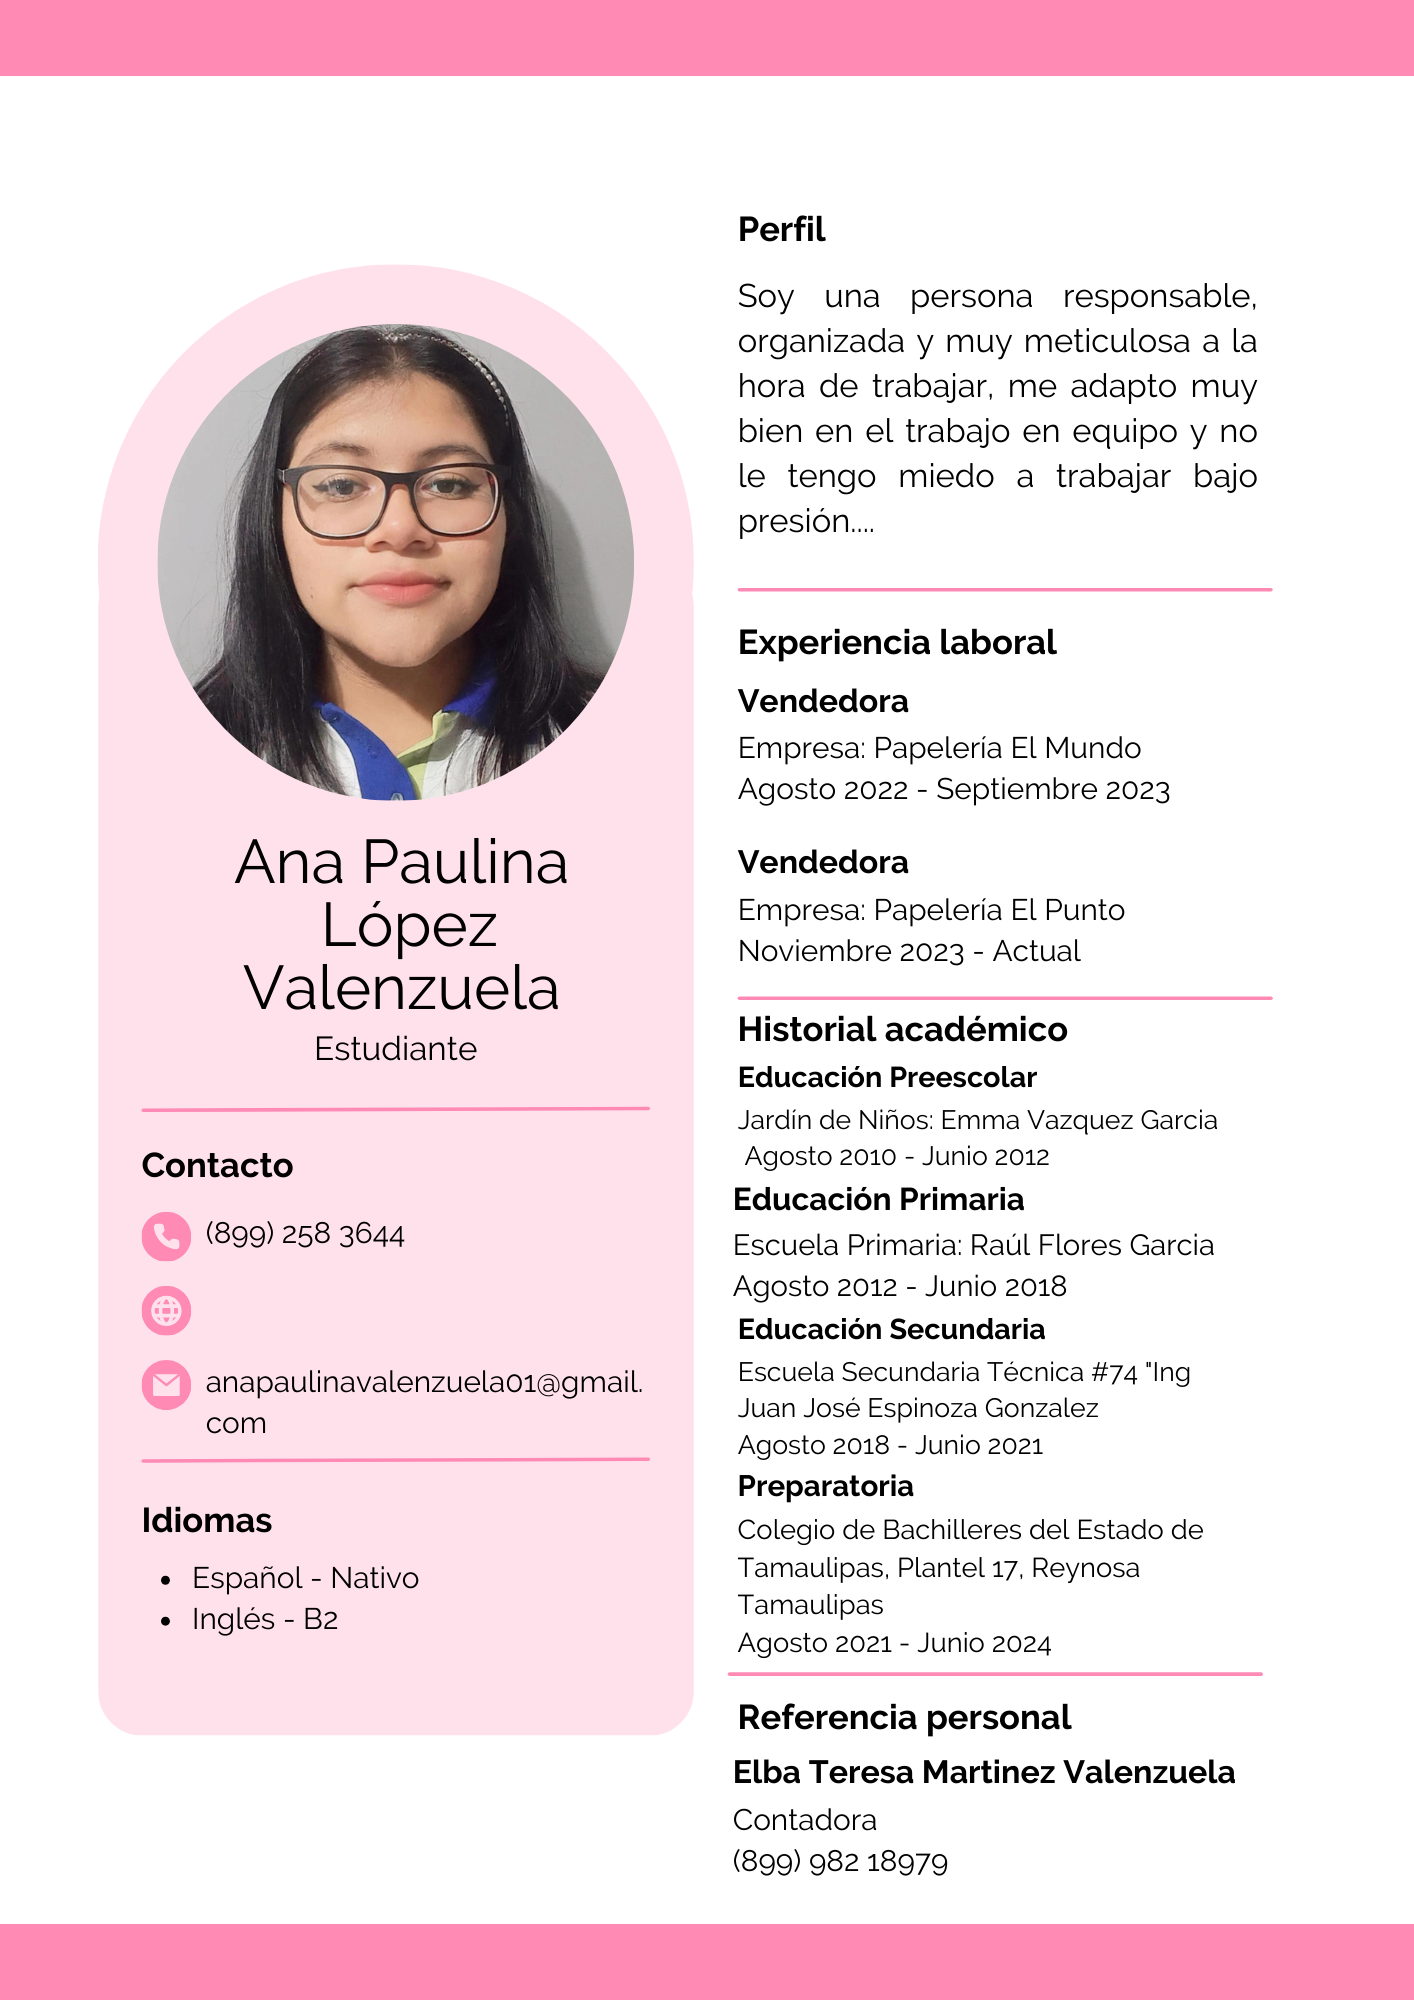 Ana Paulina
López
Valenzuela
Estudiante
Contacto
(899) 258 3644
anapaulinavalenzuela01@gmail.
com
Idiomas
• Español - Nativo
• Inglés - B2
Perfil
Soy una persona responsable,
organizada y muy meticulosa a la
hora de trabajar, me adapto muy
bien en el trabajo en equipo y no
le tengo miedo a trabajar bajo
presión....
Experiencia laboral
Vendedora
Empresa: Papelería El Mundo
Agosto 2022 - Septiembre 2023
Vendedora
Empresa: Papelería El Punto
Noviembre 2023 - Actual
Historial académico
Educación Preescolar
Jardín de Niños: Emma Vazquez Garcia
Agosto 2010 - Junio 2012
Educación Primaria
Escuela Primaria: Raúl Flores Garcia
Agosto 2012 - Junio 2018
Educación Secundaria
Escuela Secundaria Técnica #74 "Ing
Juan José Espinoza Gonzalez
Agosto 2018 - Junio 2021
Preparatoria
Colegio de Bachilleres del Estado de
Tamaulipas, Plantel 17, Reynosa
Tamaulipas
Agosto 2021 - Junio 2024
Referencia personal
Elba Teresa Martinez Valenzuela
Contadora
(899) 982 18979